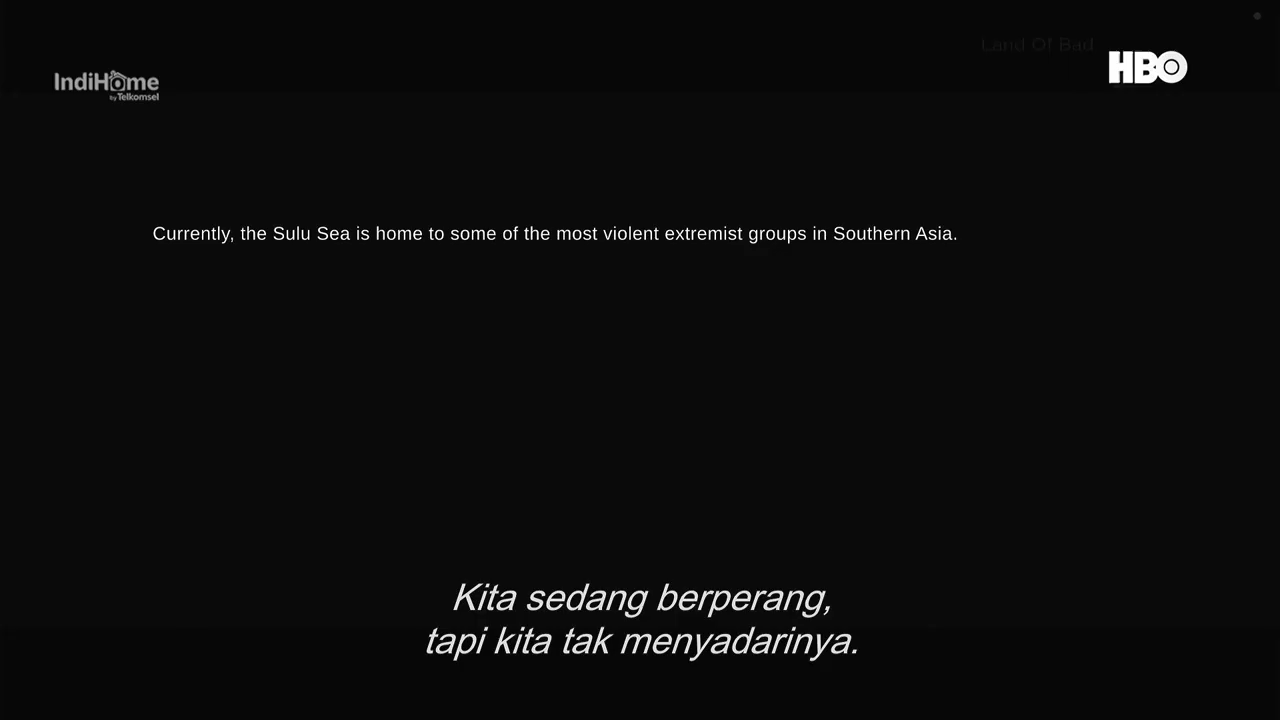 Land Of Bad
HBO
IndiHome
by Telkomsel
Currently, the Sulu Sea is home to some of the most violent extremist groups in Southern Asia.
Kita sedang berperang,
tapi kita tak menyadarinya.